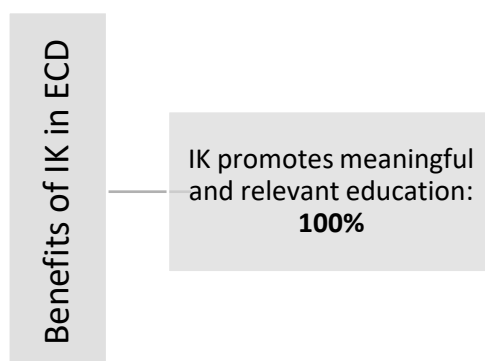 Benefits of IK in ECD
IK promotes meaningful
and relevant education:
100%